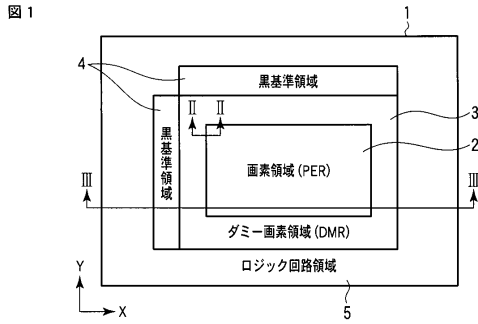 図1
1
4
黒基準領域
3
II II
2
黒基準領域
画素領域(PER)
III III
ダミー画素領域(DMR)
ロジック回路領域
Y
X
5